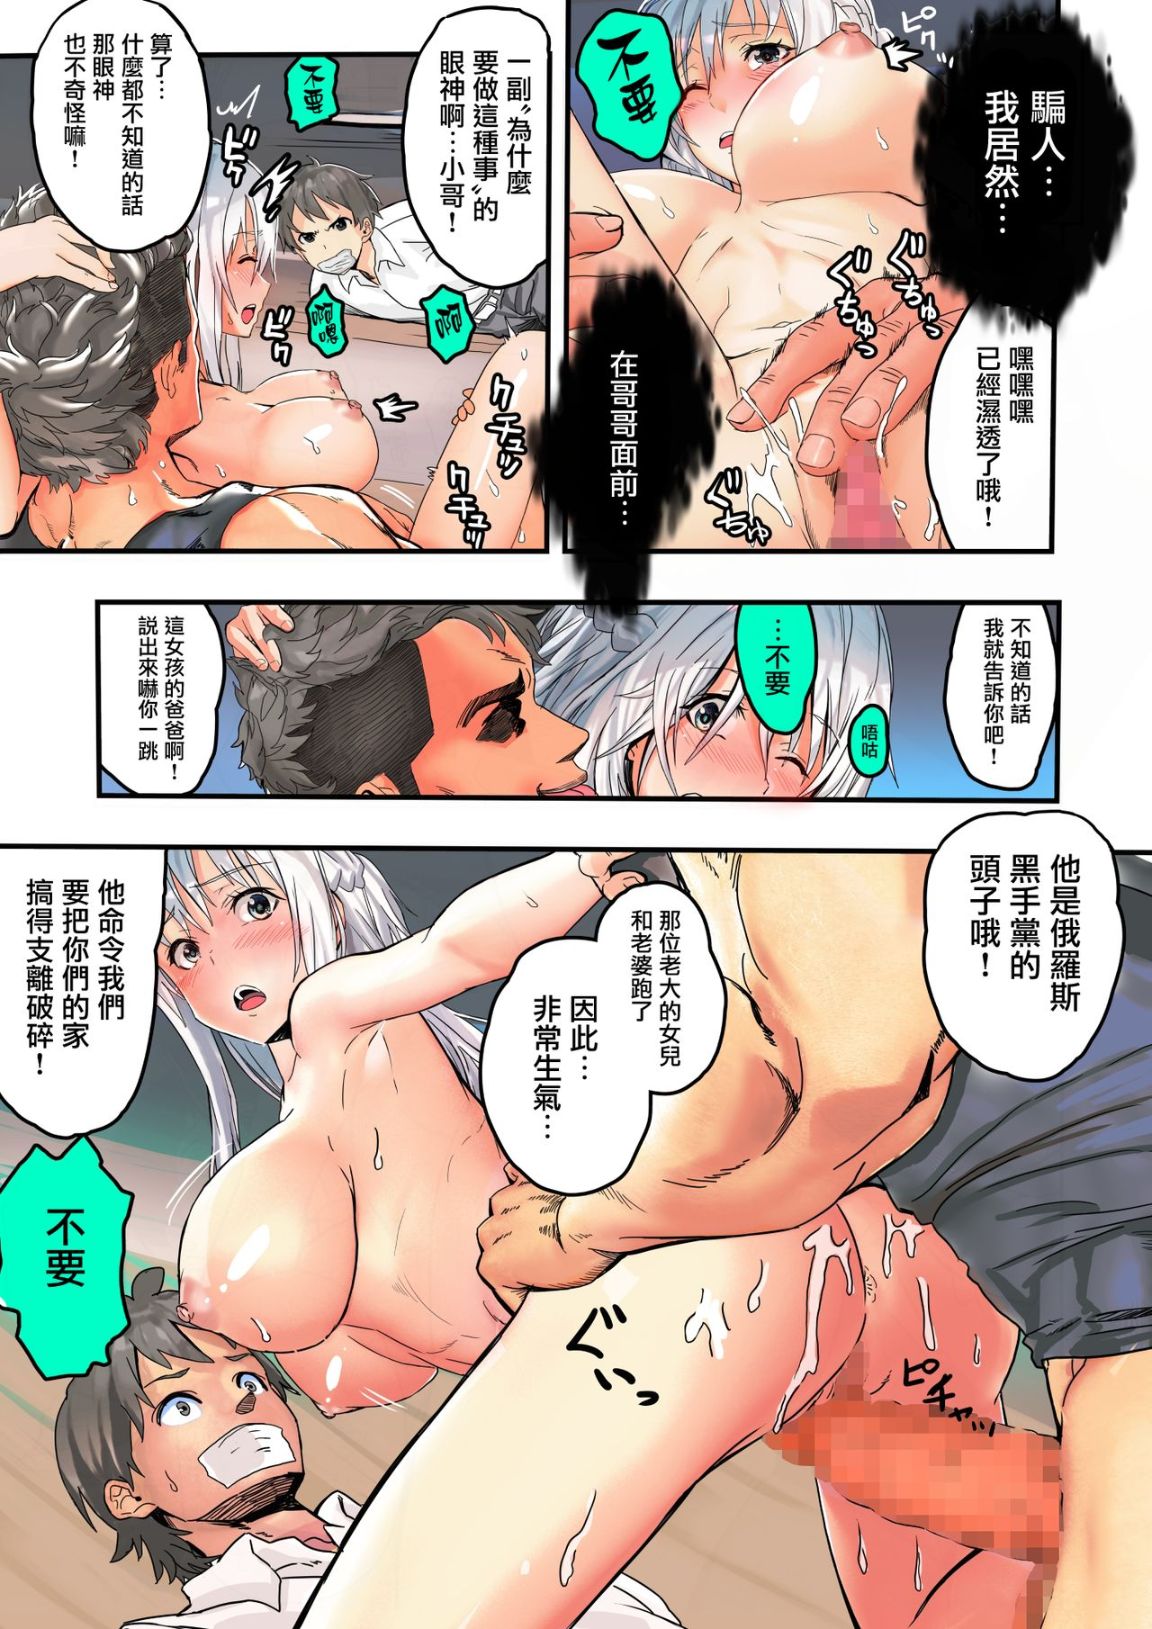 騙人…
我居然…
嘿嘿嘿
已經濕透了哦！
不要
在哥哥面前…
ピク
ピク
ぐちゅっ
ぐちゅっ
ぐちゅ
一副〝為什麼
要做這種事〞的
眼神啊…小哥！
不要
算了…
什麼都不知道的話
那眼神
也不奇怪嘛！
ビク
ビク
クチュッ
クチュ
不知道的話
我就告訴你吧！
…不要
唔咕
這女孩的爸爸啊！
説出來嚇你一跳
他是俄羅斯
黑手黨的
頭子哦！
那位老大的女兒
和老婆跑了
因此…
非常生氣…
他命令我們
要把你們的家
搞得支離破碎！
不要
ぐいっ
ピチャッ